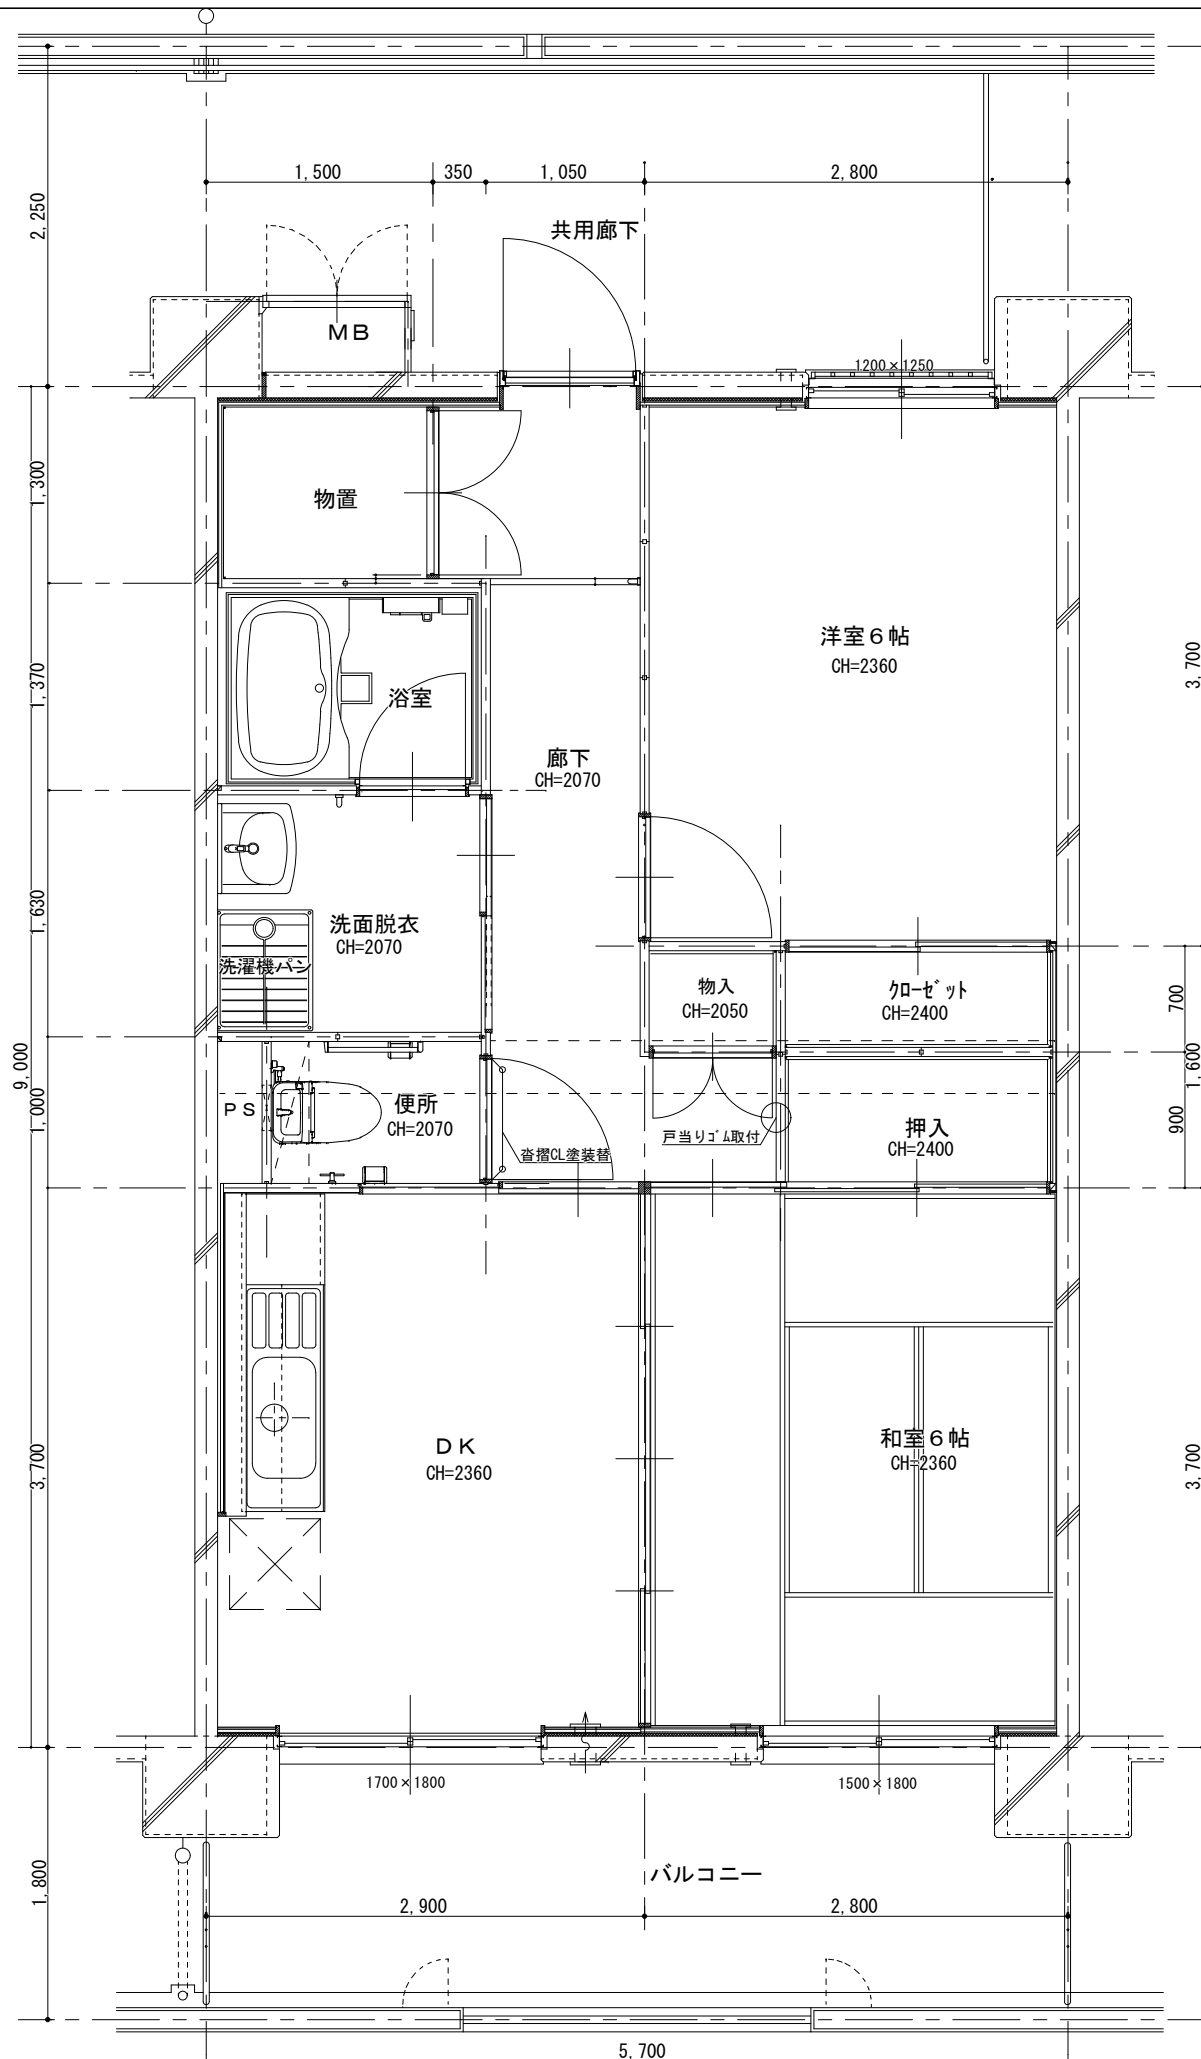 1,500
350
1,050
2,800
2,250
共用廊下
MB
1200×1250
1,300
物置
洋室6帖
CH=2360
3,700
1,370
浴室
廊下
CH=2070
1,630
洗面脱衣
CH=2070
洗濯機パン
物入
CH=2050
クローゼット
CH=2400
700
9,000
1,000
PS
便所
CH=2070
沓摺CL塗装替
戸当りゴム取付
押入
CH=2400
1,600
900
DK
CH=2360
和室6帖
CH=2360
3,700
3,700
1700×1800
1500×1800
1,800
バルコニー
2,900
2,800
5,700